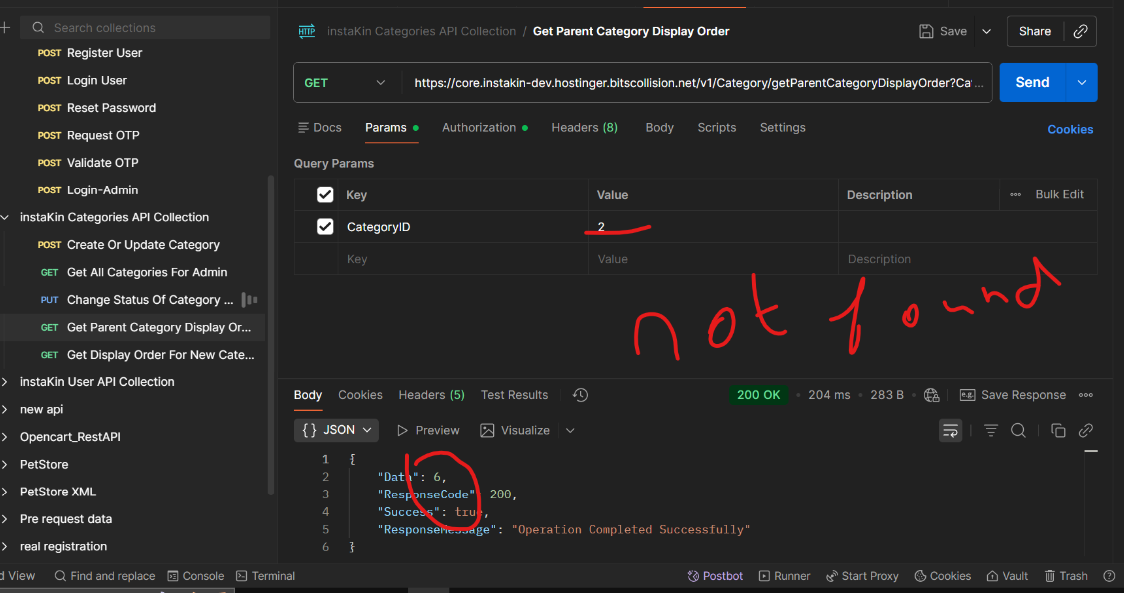 Search collections
POST Register User
POST Login User
POST Reset Password
POST Request OTP
POST Validate OTP
POST Login-Admin
instaKin Categories API Collection
POST Create Or Update Category
GET Get All Categories For Admin
PUT Change Status Of Category ...
GET Get Parent Category Display Or...
GET Get Display Order For New Cate...
instaKin User API Collection
new api
Opencart_RestAPI
PetStore
PetStore XML
Pre request data
real registration
HTTP instaKin Categories API Collection / Get Parent Category Display Order
Save
Share
GET https://core.instakin-dev.hostinger.bitscollision.net/v1/Category/getParentCategoryDisplayOrder?Ca ...
Send
Docs Params Authorization Headers (8) Body Scripts Settings
Cookies
Query Params
Key Value Description Bulk Edit
CategoryID 2
Key Value Description
not found
Body Cookies Headers (5) Test Results
200 OK • 204 ms • 283 B
e.g. Save Response
{} JSON Preview Visualize
1 {
2 "Data": 6,
3 "ResponseCode": 200,
4 "Success": true,
5 "ResponseMessage": "Operation Completed Successfully"
6 }
d View Find and replace Console Terminal
Postbot Runner Start Proxy Cookies Vault Trash